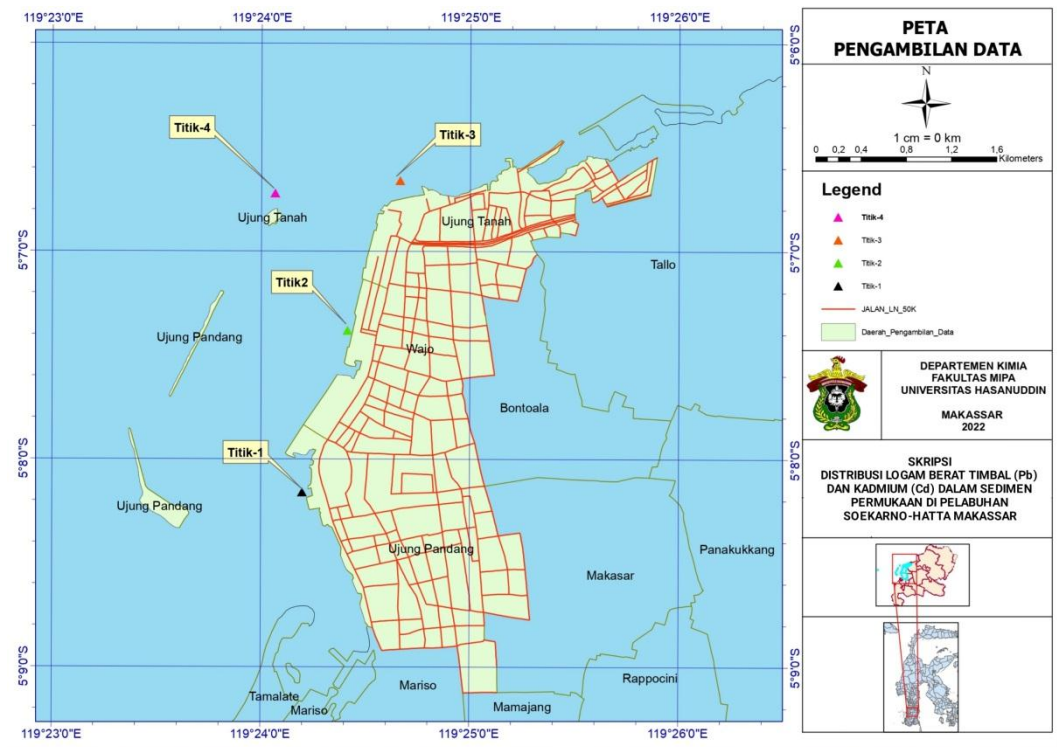 119°23'0"E
119°24'0"E
119°25'0"E
119°26'0"E
5°6'0"S
5°7'0"S
5°8'0"S
5°9'0"S
Titik-4
Titik-3
Ujung Tanah
Ujung Tanah
Tallo
Titik2
Ujung Pandang
Wajo
Bontoala
Titik-1
Ujung Pandang
Ujung Pandang
Panakukkang
Makasar
Rappocini
Mariso
Tamalate
Mariso
Mamajang
5°7'0"S
5°8'0"S
5°9'0"S
119°23'0"E
119°24'0"E
119°25'0"E
119°26'0"E
PETA
PENGAMBILAN DATA
N
1 cm = 0 km
0 0,2 0,4 0,8 1,2 1,6
Kilometers
Legend
Titik-4
Titik-3
Titik-2
Titik-1
JALAN_LN_50K
Daerah_Pengambilan_Data
DEPARTEMEN KIMIA
FAKULTAS MIPA
UNIVERSITAS HASANUDDIN
MAKASSAR
2022
SKRIPSI
DISTRIBUSI LOGAM BERAT TIMBAL (Pb)
DAN KADMIUM (Cd) DALAM SEDIMEN
PERMUKAAN DI PELABUHAN
SOEKARNO-HATTA MAKASSAR